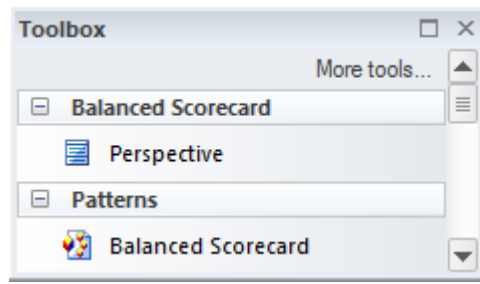 Toolbox
More tools...
Balanced Scorecard
Perspective
Patterns
Balanced Scorecard